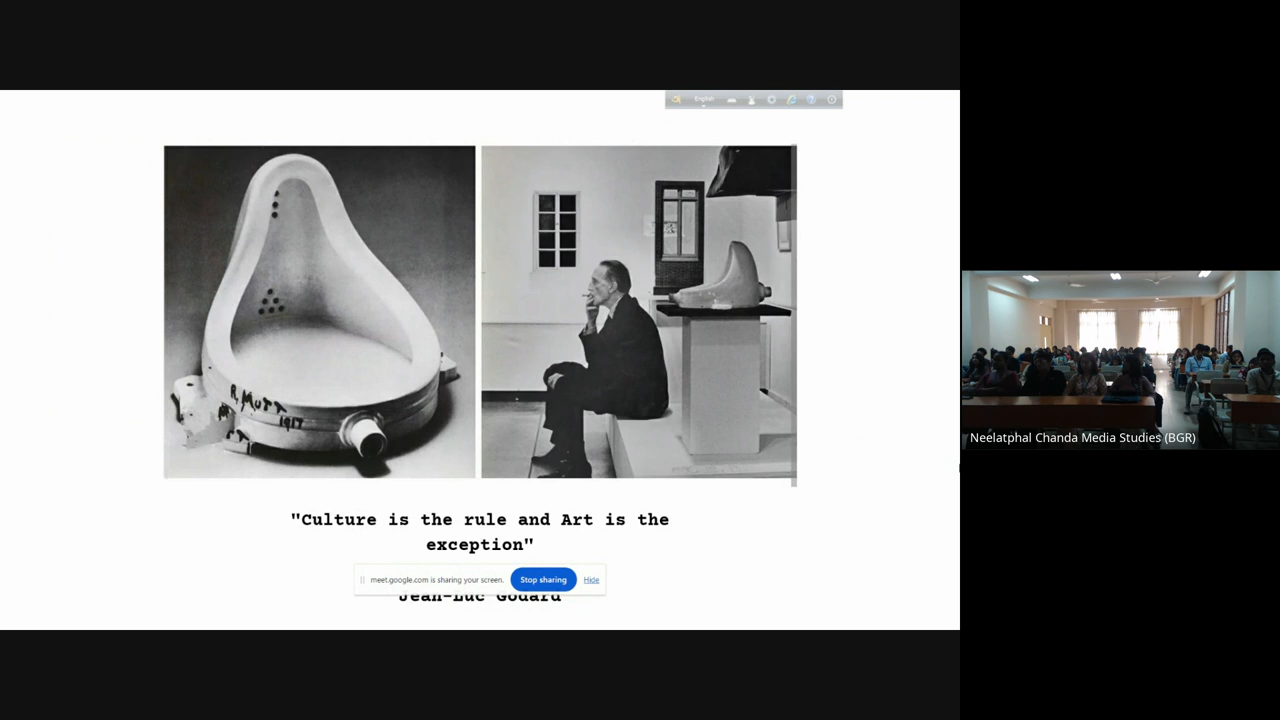 English
R. MUTT
1917
"Culture is the rule and Art is the
exception"
meet.google.com is sharing your screen. Stop sharing Hide
Jean-Luc Godard
Neelatphal Chanda Media Studies (BGR)